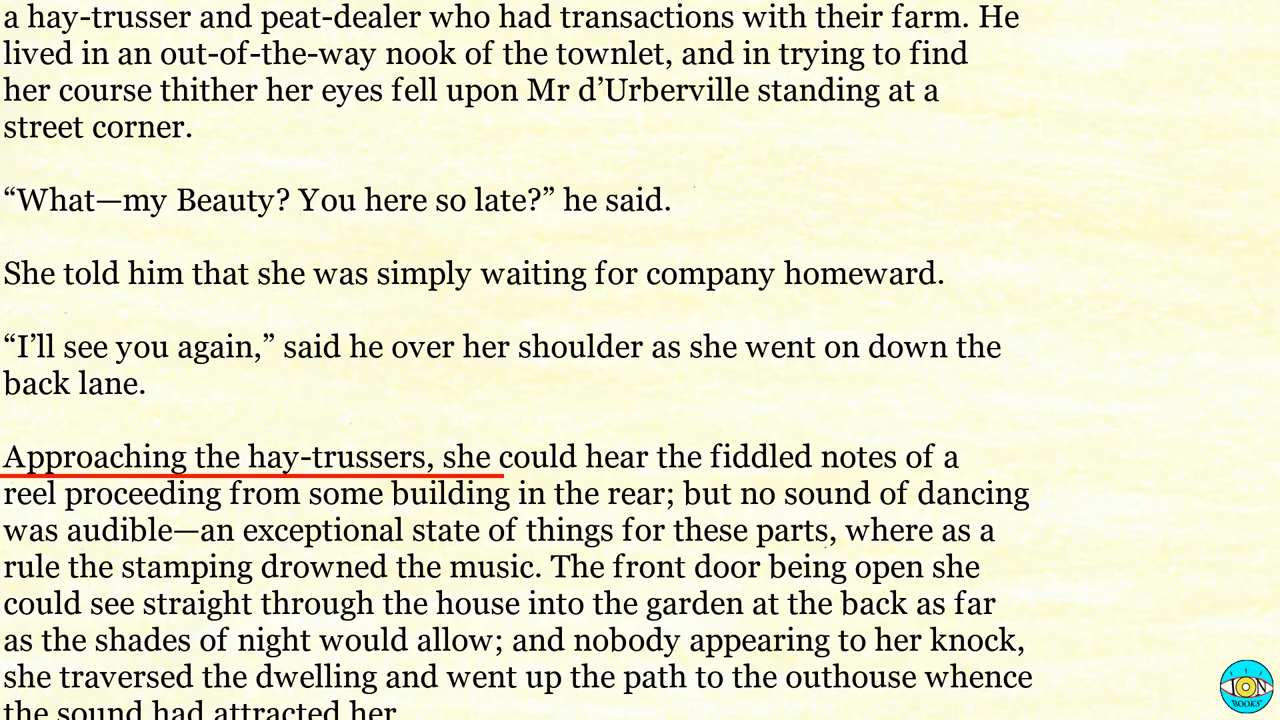 a hay-trusser and peat-dealer who had transactions with their farm. He
lived in an out-of-the-way nook of the townlet, and in trying to find
her course thither her eyes fell upon Mr d’Urberville standing at a
street corner.
“What—my Beauty? You here so late?” he said.
She told him that she was simply waiting for company homeward.
“I’ll see you again,” said he over her shoulder as she went on down the
back lane.
Approaching the hay-trussers, she could hear the fiddled notes of a
reel proceeding from some building in the rear; but no sound of dancing
was audible—an exceptional state of things for these parts, where as a
rule the stamping drowned the music. The front door being open she
could see straight through the house into the garden at the back as far
as the shades of night would allow; and nobody appearing to her knock,
she traversed the dwelling and went up the path to the outhouse whence
the sound had attracted her.
ION
BOOKS